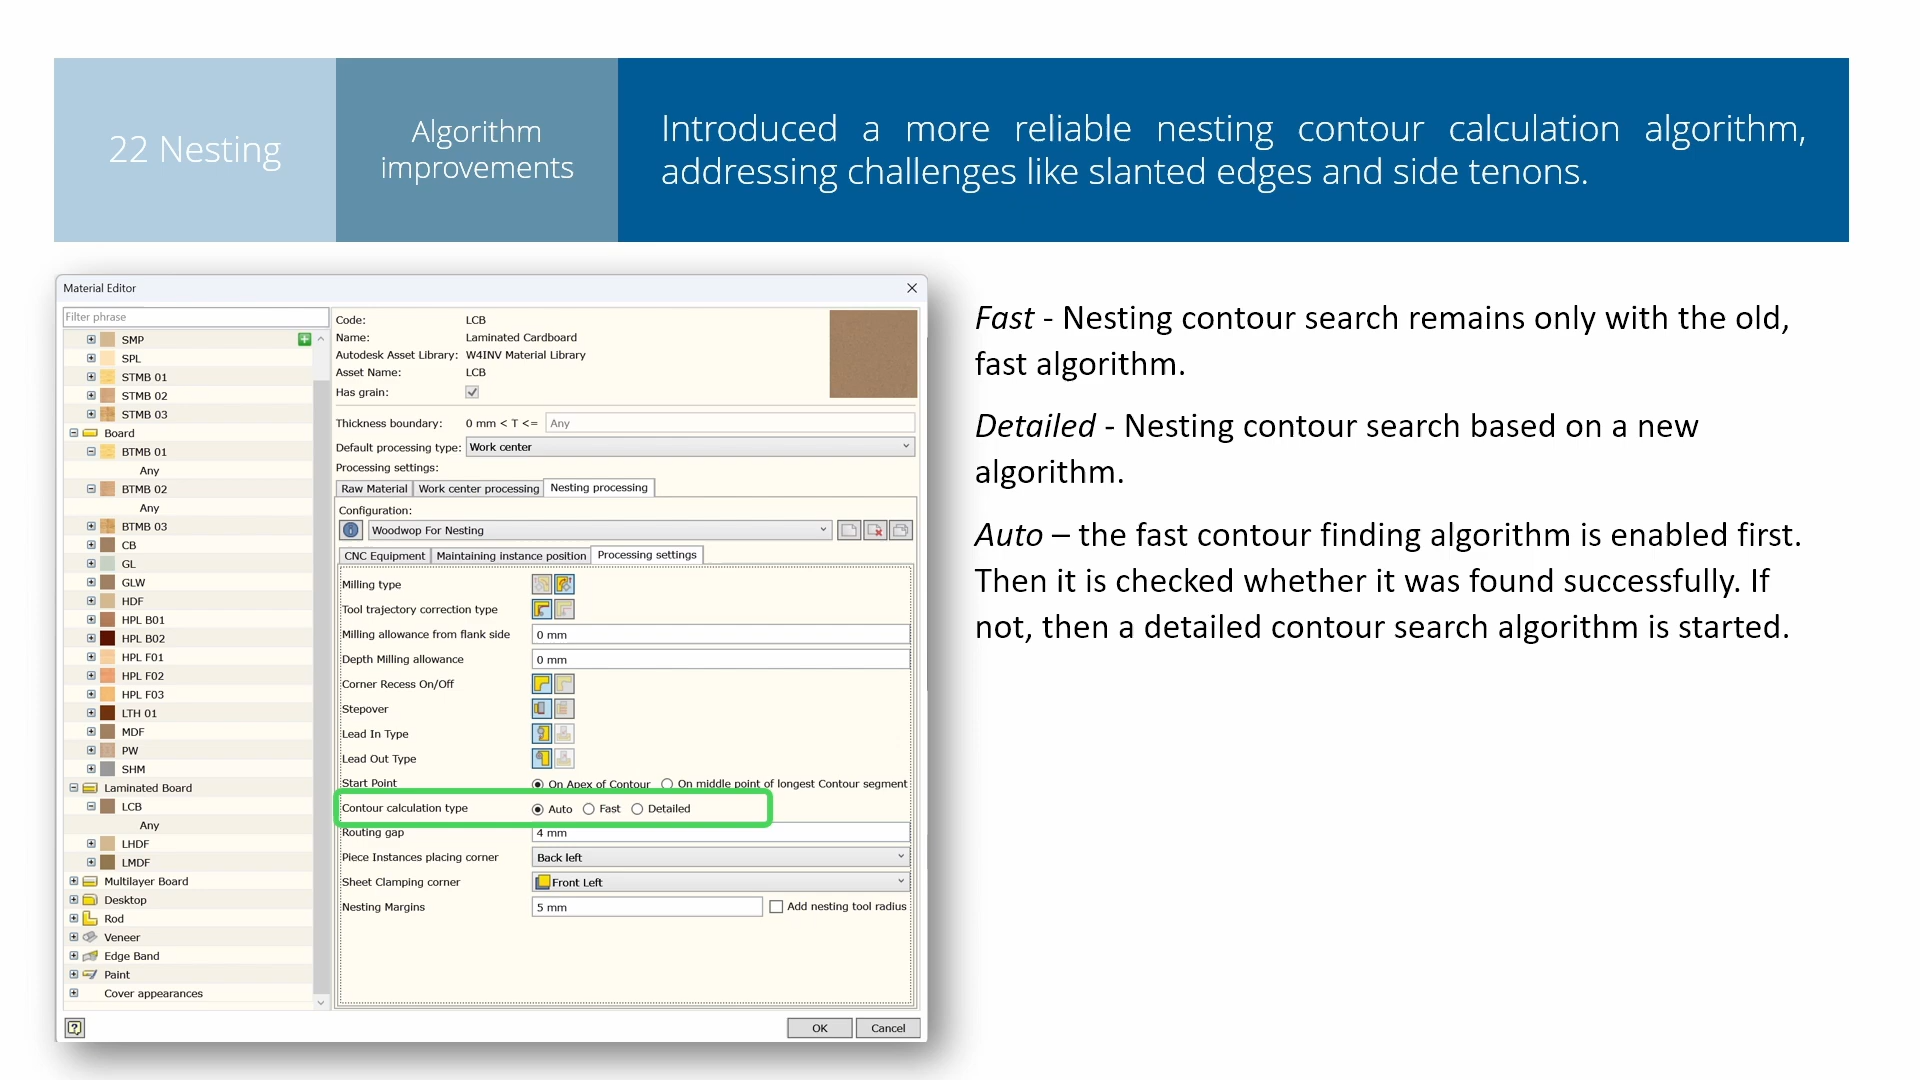 22 Nesting
Algorithm
improvements
Introduced a more reliable nesting contour calculation algorithm,
addressing challenges like slanted edges and side tenons.
Material Editor
Filter phrase
SMP
SPL
STMB 01
STMB 02
STMB 03
Board
BTMB 01
Any
BTMB 02
Any
BTMB 03
CB
GL
GLW
HDF
HPL B01
HPL B02
HPL F01
HPL F02
HPL F03
LTH 01
MDF
PW
SHM
Laminated Board
LCB
Any
LHDF
LMDF
Multilayer Board
Desktop
Rod
Veneer
Edge Band
Paint
Cover appearances
Code: LCB
Name: Laminated Cardboard
Autodesk Asset Library: W4INV Material Library
Asset Name: LCB
Has grain:
Thickness boundary: 0 mm < T <= Any
Default processing type: Work center
Processing settings:
Raw Material Work center processing Nesting processing
Configuration:
Woodwop For Nesting
CNC Equipment Maintaining instance position Processing settings
Milling type
Tool trajectory correction type
Milling allowance from flank side 0 mm
Depth Milling allowance 0 mm
Corner Recess On/Off
Stepover
Lead In Type
Lead Out Type
Start Point On Apex of Contour On middle point of longest Contour segment
Contour calculation type Auto Fast Detailed
Routing gap 4 mm
Piece Instances placing corner Back left
Sheet Clamping corner Front Left
Nesting Margins 5 mm Add nesting tool radius
OK Cancel
Fast - Nesting contour search remains only with the old,
fast algorithm.
Detailed - Nesting contour search based on a new
algorithm.
Auto – the fast contour finding algorithm is enabled first.
Then it is checked whether it was found successfully. If
not, then a detailed contour search algorithm is started.